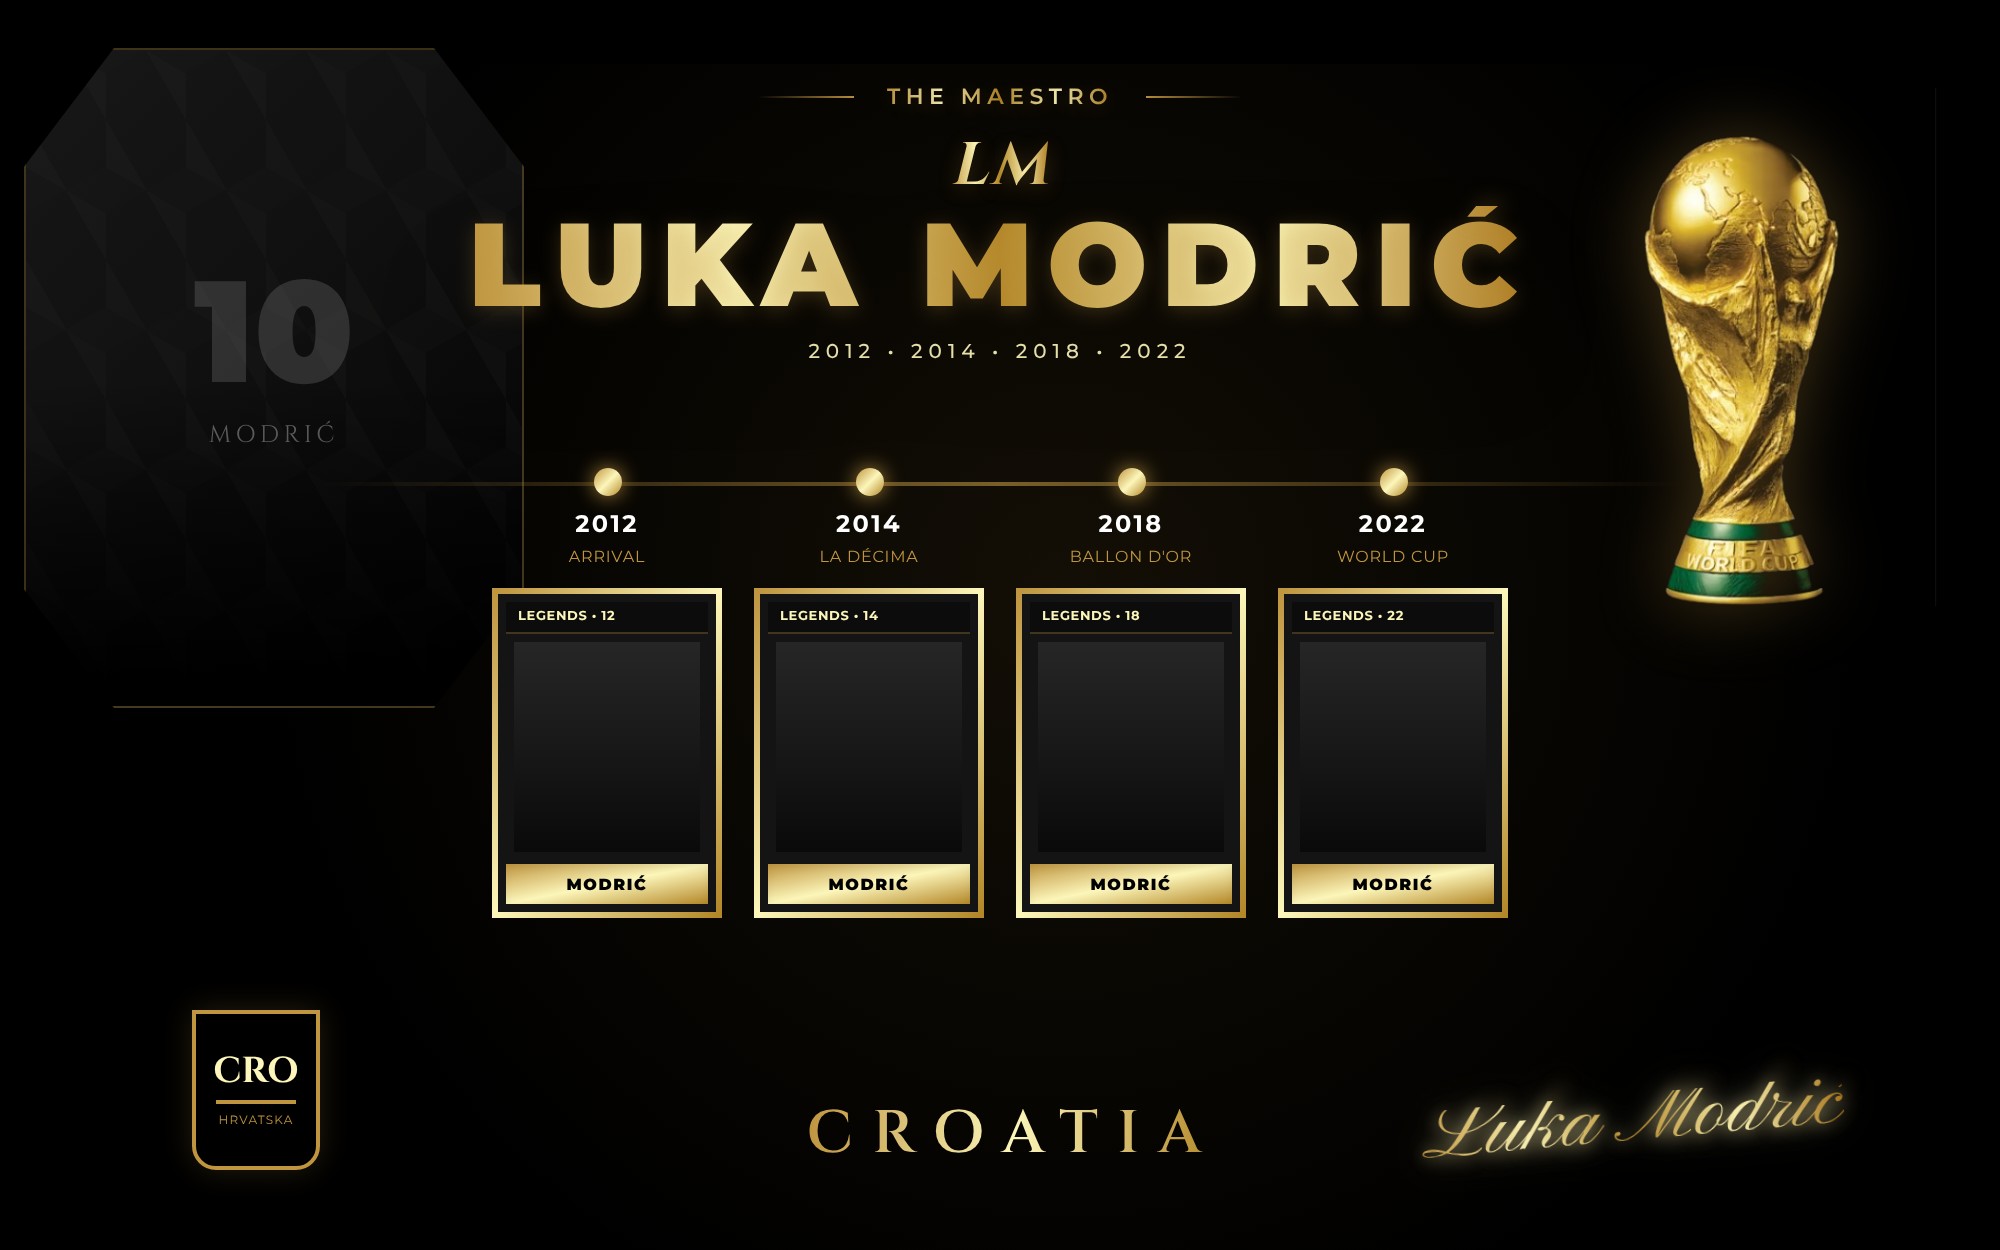 THE MAESTRO
LM
LUKA MODRIĆ
2012 • 2014 • 2018 • 2022
10
MODRIĆ
2012
ARRIVAL
2014
LA DÉCIMA
2018
BALLON D'OR
2022
WORLD CUP
FIFA
WORLD CUP
LEGENDS • 12
MODRIĆ
LEGENDS • 14
MODRIĆ
LEGENDS • 18
MODRIĆ
LEGENDS • 22
MODRIĆ
CRO
HRVATSKA
CROATIA
Luka Modrić